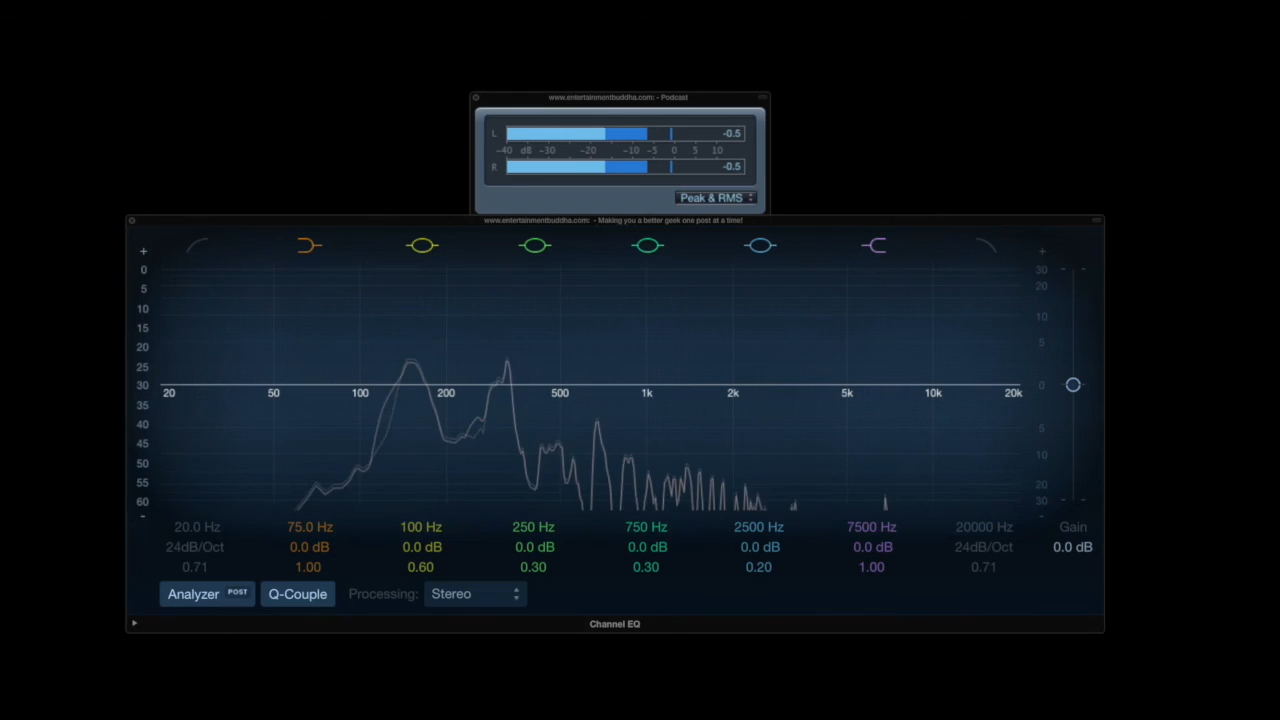 www.entertainmentbuddha.com: - Podcast
L -0.5
-40 dB -30 -20 -10 -5 0 5 10
R -0.5
Peak & RMS
www.entertainmentbuddha.com: - Making you a better geek one post at a time!
+ +
0 30
5 20
10 10
15
20 5
25
30 0
20 50 100 200 500 1k 2k 5k 10k 20k
35
40 5
45
50 10
55 20
60 30
- -
20.0 Hz 75.0 Hz 100 Hz 250 Hz 750 Hz 2500 Hz 7500 Hz 20000 Hz Gain
24dB/Oct 0.0 dB 0.0 dB 0.0 dB 0.0 dB 0.0 dB 0.0 dB 24dB/Oct 0.0 dB
0.71 1.00 0.60 0.30 0.30 0.20 1.00 0.71
Analyzer POST Q-Couple Processing: Stereo
Channel EQ